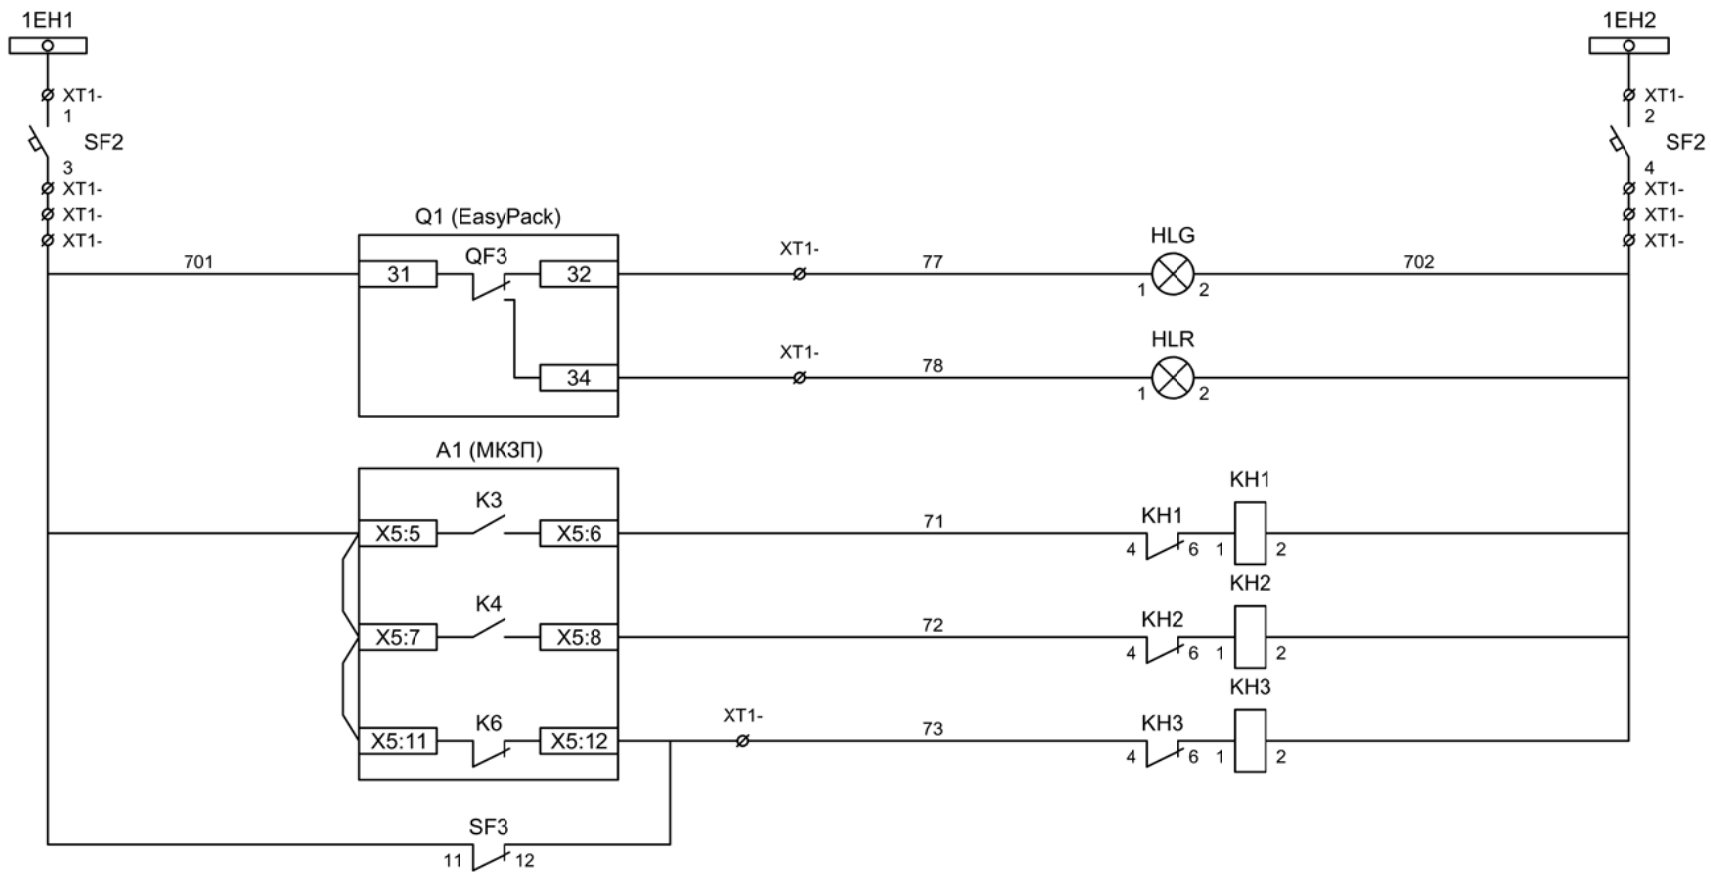 1EH1
1EH2
XT1-
XT1-
1
2
SF2
SF2
3
4
XT1-
XT1-
XT1-
XT1-
XT1-
XT1-
Q1 (EasyPack)
QF3
XT1-
HLG
701
31
32
77
1
2
702
XT1-
HLR
34
78
1
2
A1 (МКЗП)
K3
KH1
X5:5
X5:6
71
KH1
4
6
1
2
K4
KH2
X5:7
X5:8
72
KH2
4
6
1
2
K6
KH3
X5:11
X5:12
XT1-
73
KH3
4
6
1
2
SF3
11
12